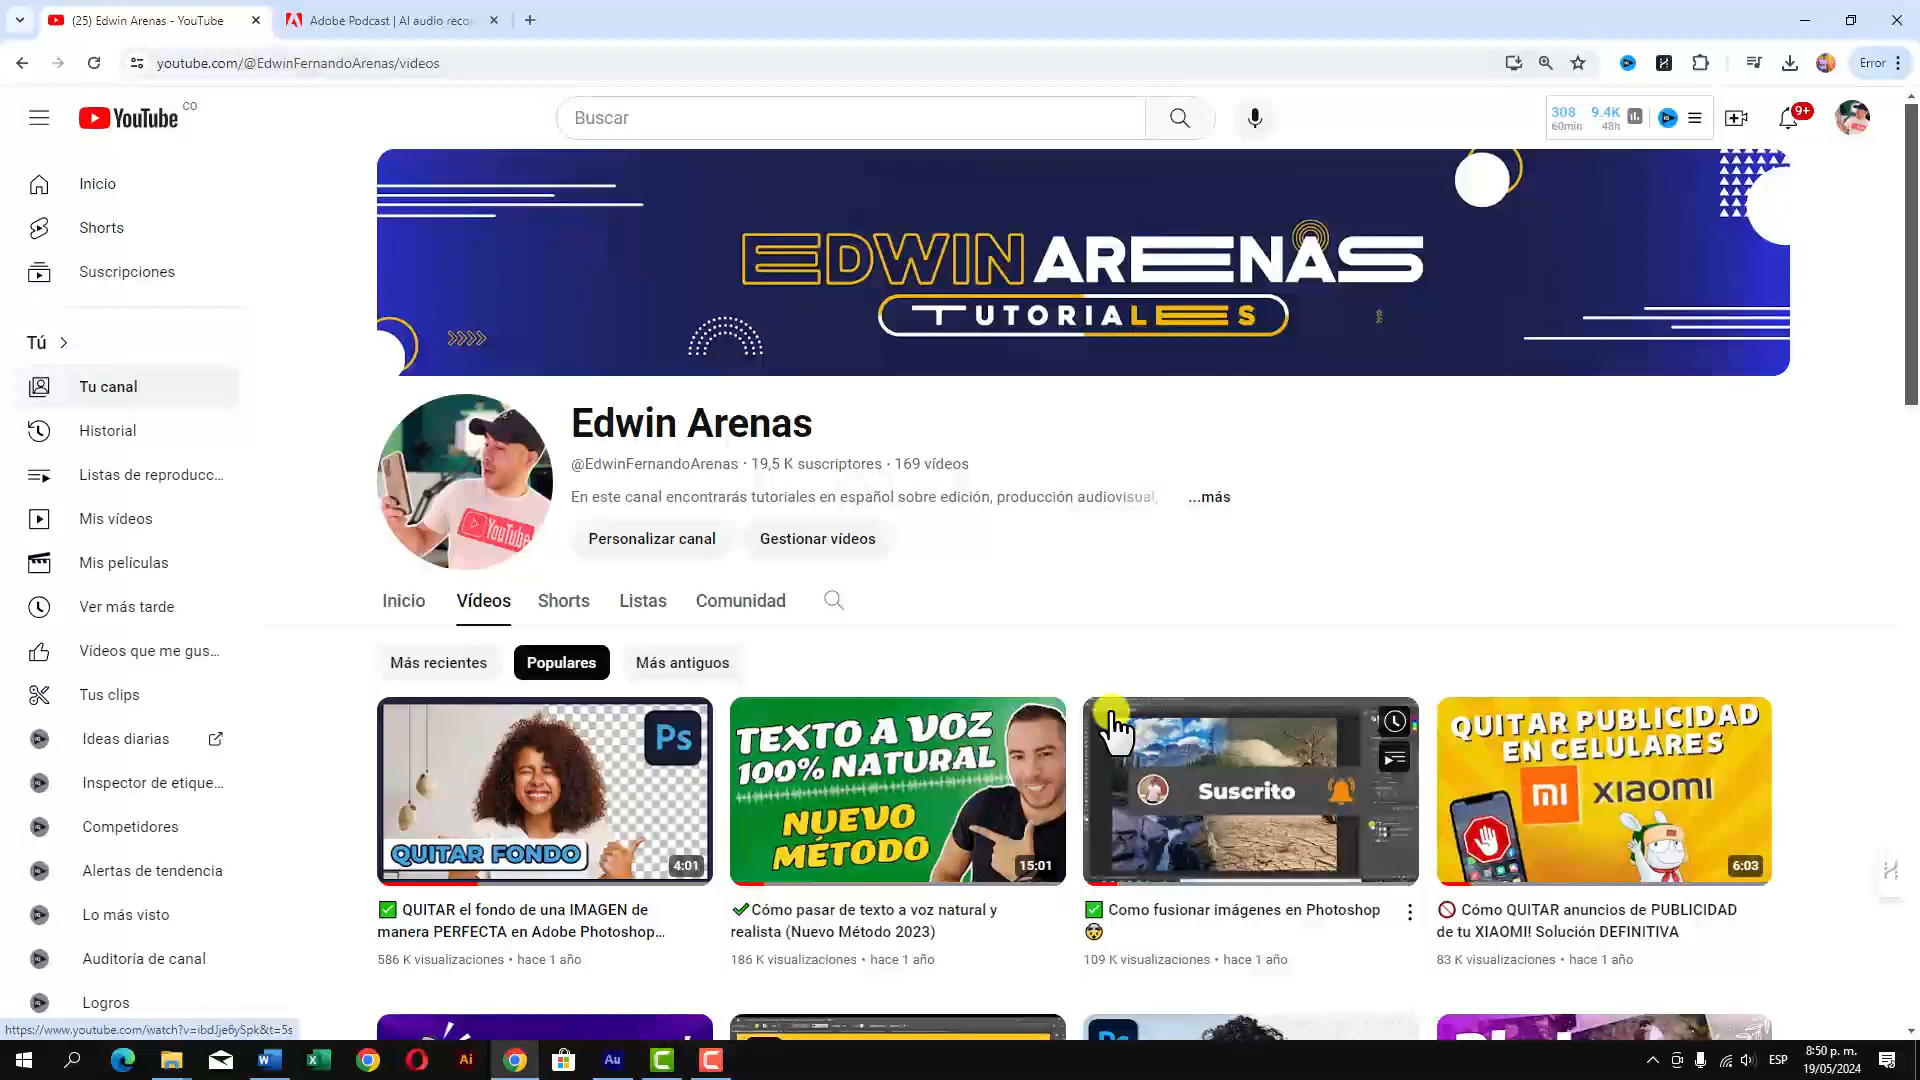 (25) Edwin Arenas - YouTube
Adobe Podcast | AI audio reco
youtube.com/@EdwinFernandoArenas/videos
Error
YouTube CO
Buscar
308
60min
9.4K
48h
9+
Inicio
Shorts
Suscripciones
Tú
Tu canal
Historial
Listas de reproducc...
Mis vídeos
Mis películas
Ver más tarde
Vídeos que me gus...
Tus clips
Ideas diarias
Inspector de etique...
Competidores
Alertas de tendencia
Lo más visto
Auditoría de canal
Logros
EDWIN ARENAS
TUTORIALES
YouTube
Edwin Arenas
@EdwinFernandoArenas · 19,5 K suscriptores · 169 vídeos
En este canal encontrarás tutoriales en español sobre edición, producción audiovisual, ...más
Personalizar canal
Gestionar vídeos
Inicio
Vídeos
Shorts
Listas
Comunidad
Más recientes
Populares
Más antiguos
Ps
QUITAR FONDO
4:01
✅ QUITAR el fondo de una IMAGEN de
manera PERFECTA en Adobe Photoshop...
586 K visualizaciones • hace 1 año
TEXTO A VOZ
100% NATURAL
NUEVO
MÉTODO
15:01
✔Cómo pasar de texto a voz natural y
realista (Nuevo Método 2023)
186 K visualizaciones • hace 1 año
Suscrito
✅ Como fusionar imágenes en Photoshop
😲
109 K visualizaciones • hace 1 año
QUITAR PUBLICIDAD
EN CELULARES
mi XIAOMI
6:03
🚫 Cómo QUITAR anuncios de PUBLICIDAD
de tu XIAOMI! Solución DEFINITIVA
83 K visualizaciones • hace 1 año
https://www.youtube.com/watch?v=ibdJje6ySpk&t=5s
Ai
Au
ESP
8:50 p. m.
19/05/2024